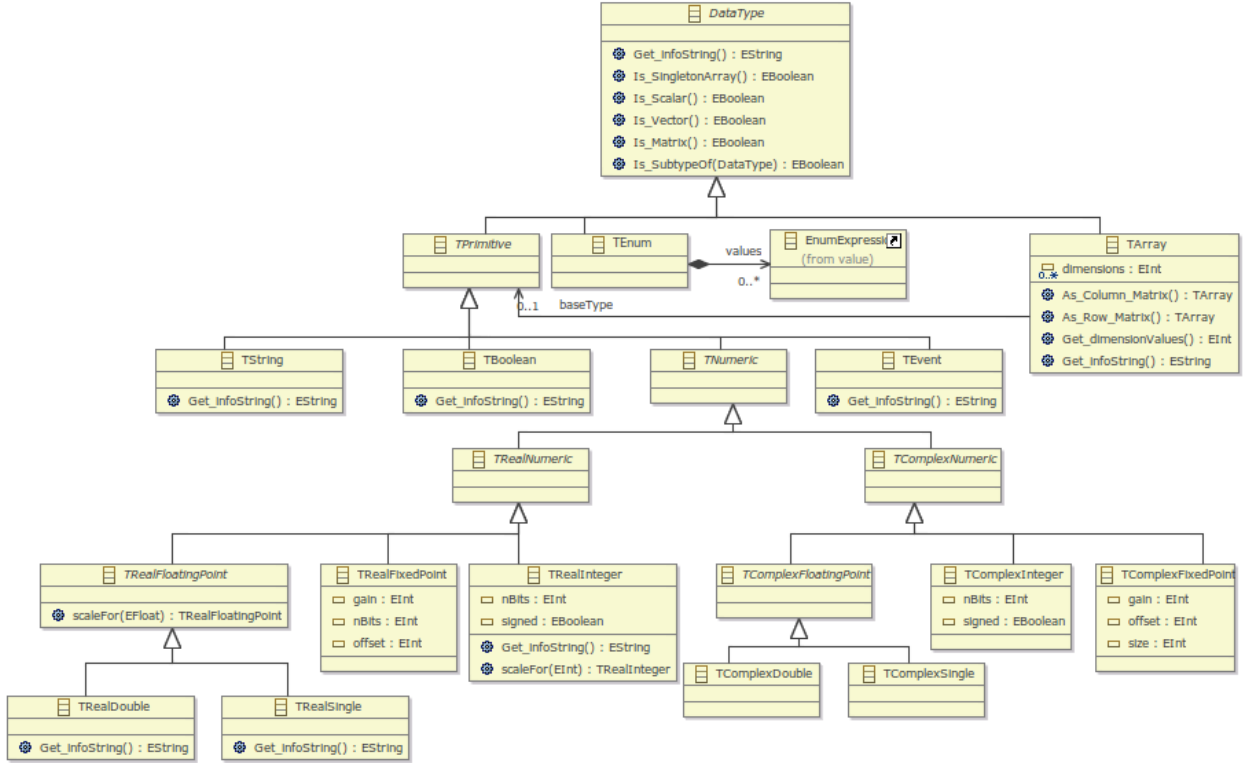 DataType
Get_InfoString() : EString
Is_SingletonArray() : EBoolean
Is_Scalar() : EBoolean
Is_Vector() : EBoolean
Is_Matrix() : EBoolean
Is_SubtypeOf(DataType) : EBoolean
TPrimitive
TEnum
values
0..*
EnumExpressi
(from value)
TArray
0..*
dimensions : EInt
As_Column_Matrix() : TArray
As_Row_Matrix() : TArray
Get_dimensionValues() : EInt
Get_InfoString() : EString
0..1
baseType
TString
Get_InfoString() : EString
TBoolean
Get_InfoString() : EString
TNumeric
TEvent
Get_InfoString() : EString
TRealNumeric
TComplexNumeric
TRealFloatingPoint
scaleFor(EFloat) : TRealFloatingPoint
TRealFixedPoint
gain : EInt
nBits : EInt
offset : EInt
TRealInteger
nBits : EInt
signed : EBoolean
Get_InfoString() : EString
scaleFor(EInt) : TRealInteger
TComplexFloatingPoint
TComplexInteger
nBits : EInt
signed : EBoolean
TComplexFixedPoint
gain : EInt
offset : EInt
size : EInt
TRealDouble
Get_InfoString() : EString
TRealSingle
Get_InfoString() : EString
TComplexDouble
TComplexSingle